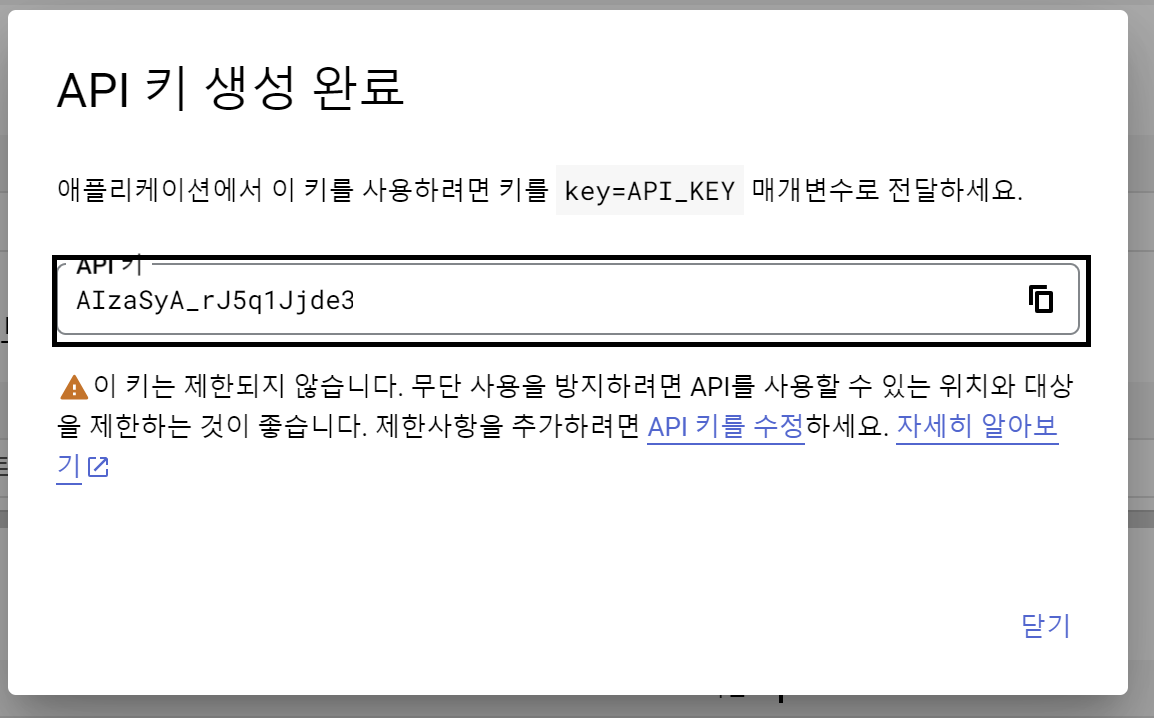 API 키 생성 완료
애플리케이션에서 이 키를 사용하려면 키를 key=API_KEY 매개변수로 전달하세요.
API 키
AIzaSyA_rJ5q1Jjde3
이 키는 제한되지 않습니다. 무단 사용을 방지하려면 API를 사용할 수 있는 위치와 대상
을 제한하는 것이 좋습니다. 제한사항을 추가하려면 API 키를 수정하세요. 자세히 알아보
기
닫기